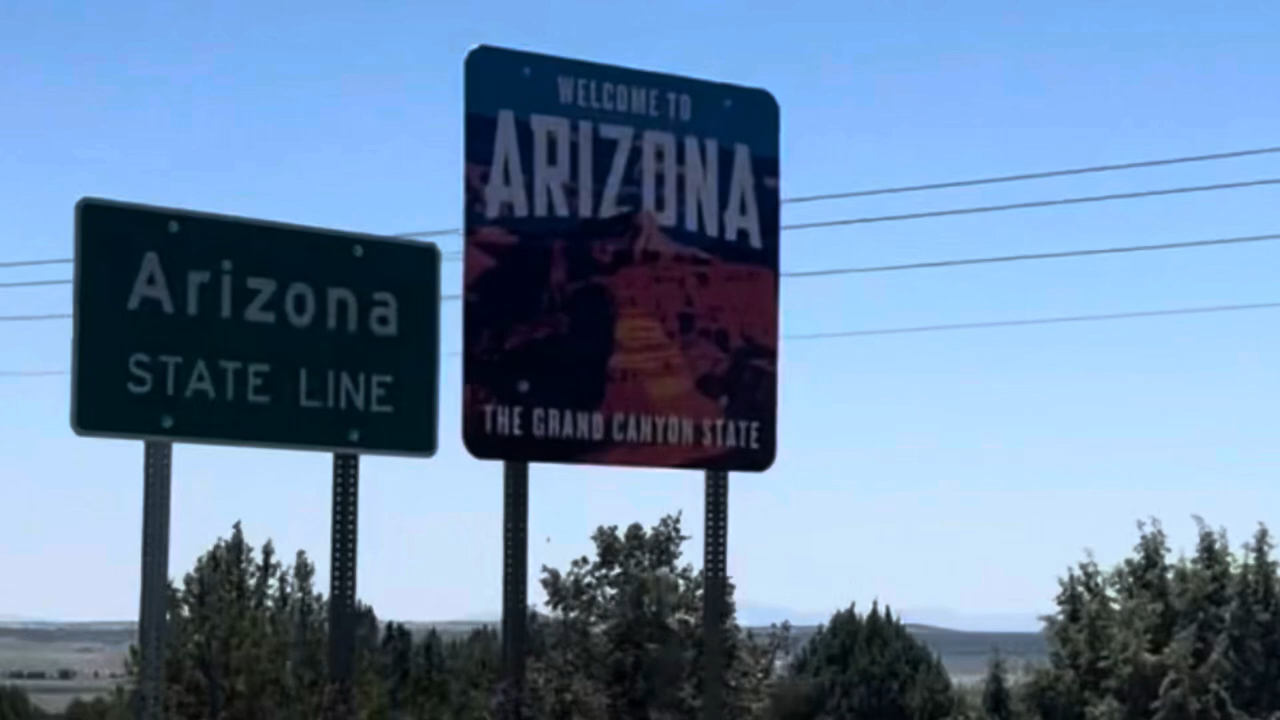 Arizona
STATE LINE
WELCOME TO
ARIZONA
THE GRAND CANYON STATE